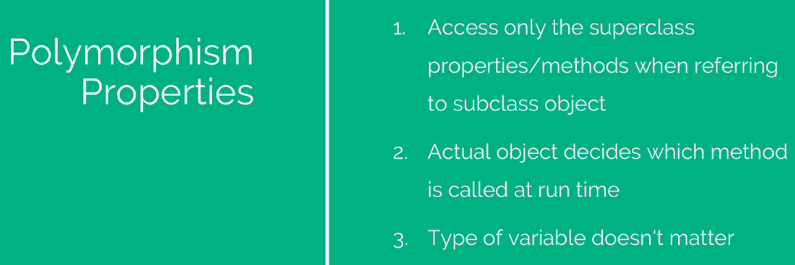 Polymorphism
Properties
1. Access only the superclass
properties/methods when referring
to subclass object
2. Actual object decides which method
is called at run time
3. Type of variable doesn't matter